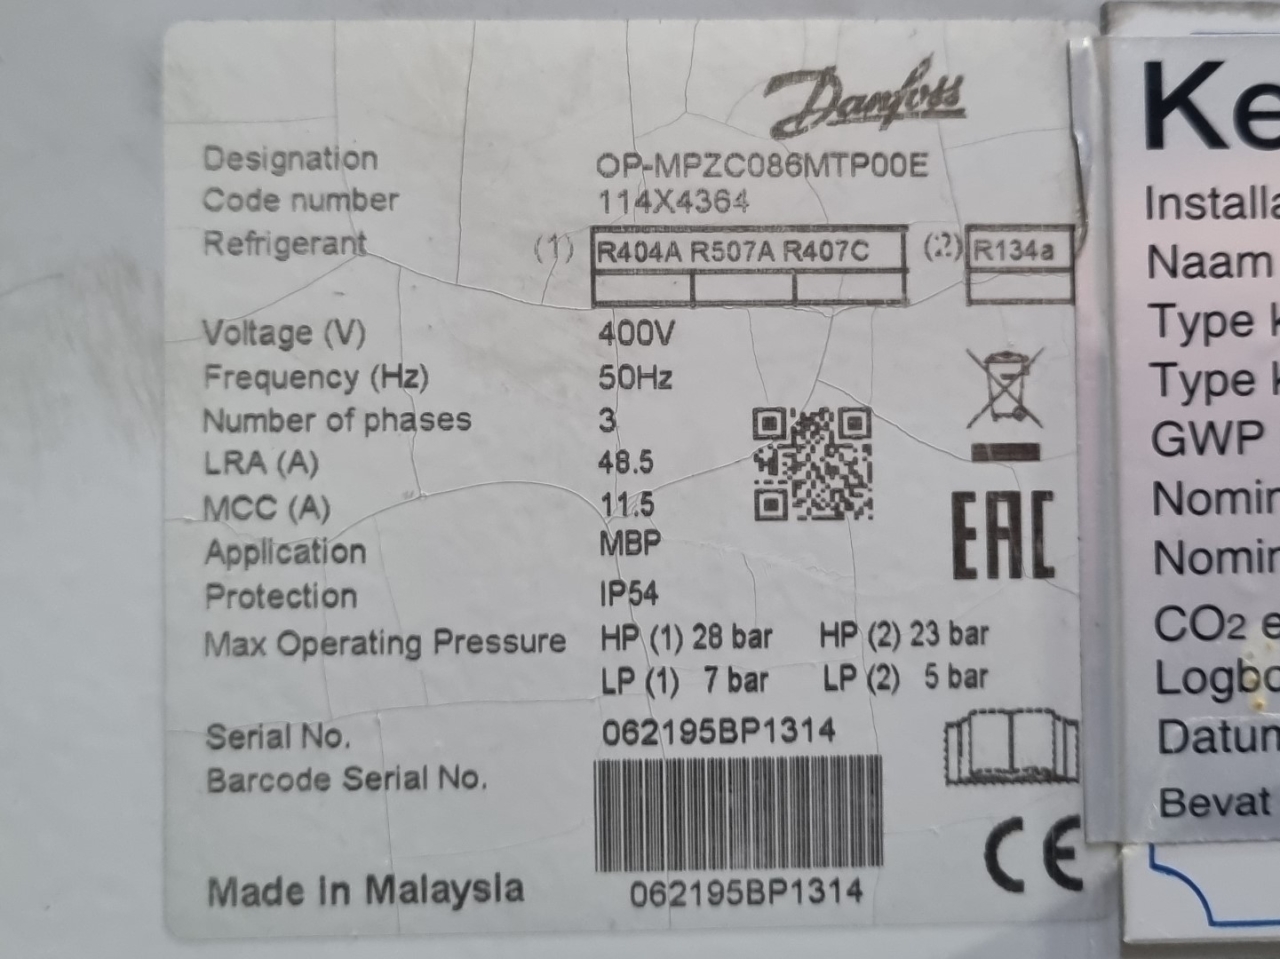 Danfoss
Designation OP-MPZC086MTP00E
Code number 114X4364
Refrigerant (1) R404A R507A R407C (2) R134a
Voltage (V) 400V
Frequency (Hz) 50Hz
Number of phases 3
LRA (A) 48.5
MCC (A) 11.5
Application MBP
Protection IP54
Max Operating Pressure HP (1) 28 bar HP (2) 23 bar
LP (1) 7 bar LP (2) 5 bar
Serial No. 062195BP1314
Barcode Serial No.
062195BP1314
Made in Malaysia
EAC
CE
Ke
Installa
Naam
Type k
Type k
GWP
Nomin
Nomin
CO2 e
Logbo
Datum
Bevat